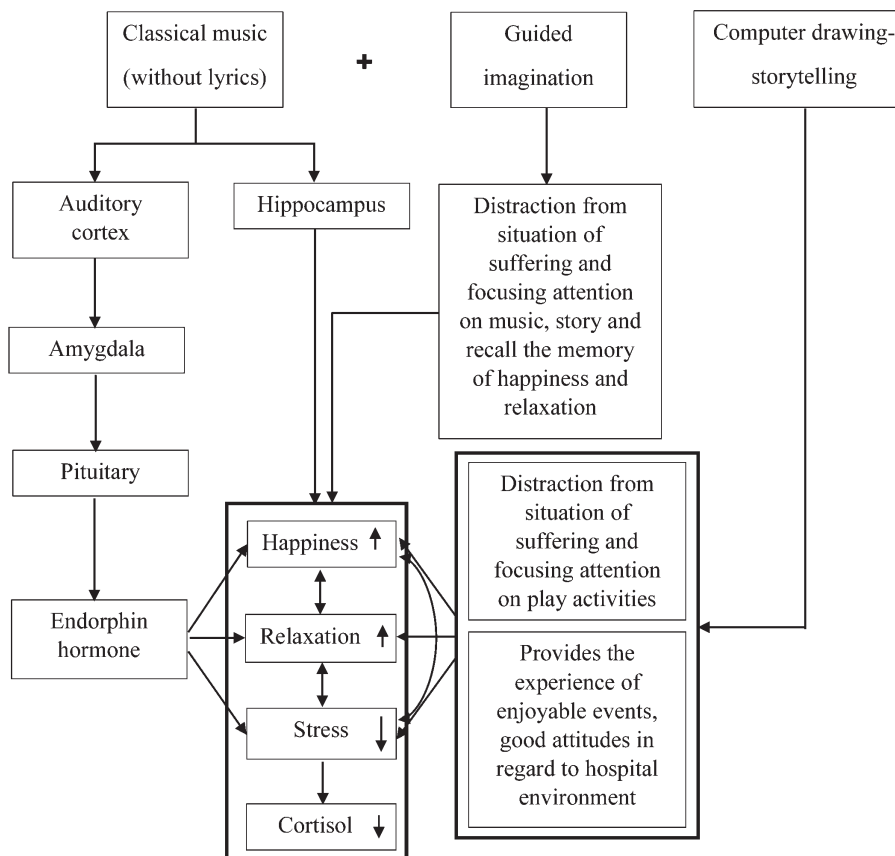 Classical music
(without lyrics)
+
Guided
imagination
Computer drawing-
storytelling
Auditory
cortex
Hippocampus
Distraction from
situation of
suffering and
focusing attention
on music, story and
recall the memory
of happiness and
relaxation
Amygdala
Pituitary
Endorphin
hormone
Happiness
Relaxation
Stress
Cortisol
Distraction from
situation of
suffering and
focusing attention
on play activities
Provides the
experience of
enjoyable events,
good attitudes in
regard to hospital
environment